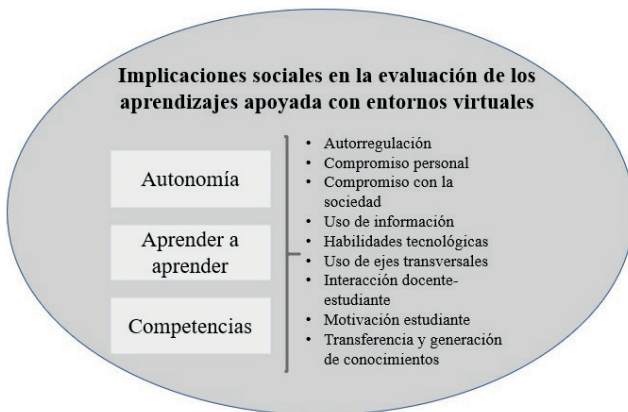 Implicaciones sociales en la evaluación de los
aprendizajes apoyada con entornos virtuales
Autonomía
Aprender a
aprender
Competencias
• Autorregulación
• Compromiso personal
• Compromiso con la
sociedad
• Uso de información
• Habilidades tecnológicas
• Uso de ejes transversales
• Interacción docente-
estudiante
• Motivación estudiante
• Transferencia y generación
de conocimientos